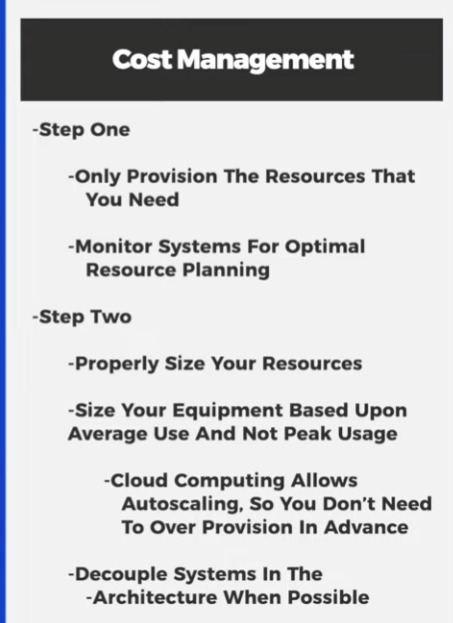 Cost Management
-Step One
-Only Provision The Resources That
You Need
-Monitor Systems For Optimal
Resource Planning
-Step Two
-Properly Size Your Resources
-Size Your Equipment Based Upon
Average Use And Not Peak Usage
-Cloud Computing Allows
Autoscaling, So You Don't Need
To Over Provision In Advance
-Decouple Systems In The
-Architecture When Possible